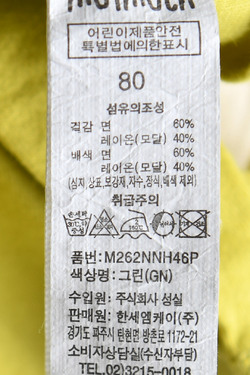 어린이제품안전
특별법에의한표시
80
섬유의조성
겉감 면 60%
레이온(모달) 40%
배색 면 60%
레이온(모달) 40%
(심지,상표,보강재,자수,장식,배색 제외)
취급주의
품번: M262NNH46P
색상명: 그린(GN)
수입원: 주식회사 성실
판매원: 한세엠케이(주)
경기도 파주시 탄현면 방촌로 1172-21
소비자상담실(수신자부담)
080-3215-0018